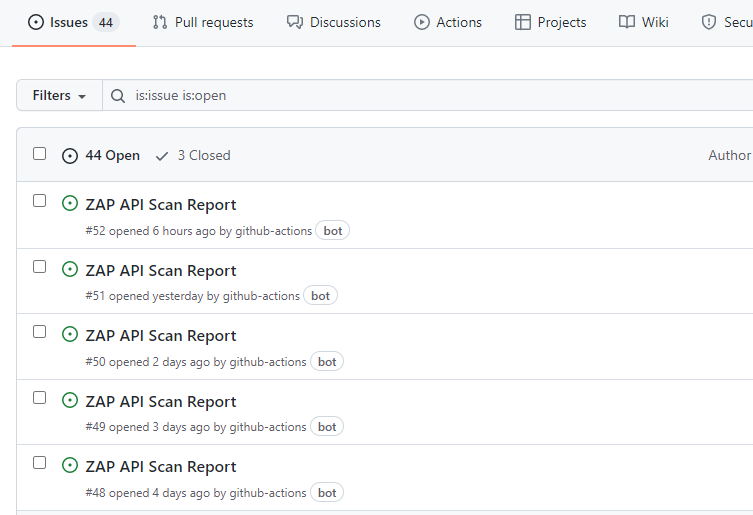 Issues 44 Pull requests Discussions Actions Projects Wiki Secu
Filters is:issue is:open
44 Open 3 Closed Author
ZAP API Scan Report
#52 opened 6 hours ago by github-actions bot
ZAP API Scan Report
#51 opened yesterday by github-actions bot
ZAP API Scan Report
#50 opened 2 days ago by github-actions bot
ZAP API Scan Report
#49 opened 3 days ago by github-actions bot
ZAP API Scan Report
#48 opened 4 days ago by github-actions bot